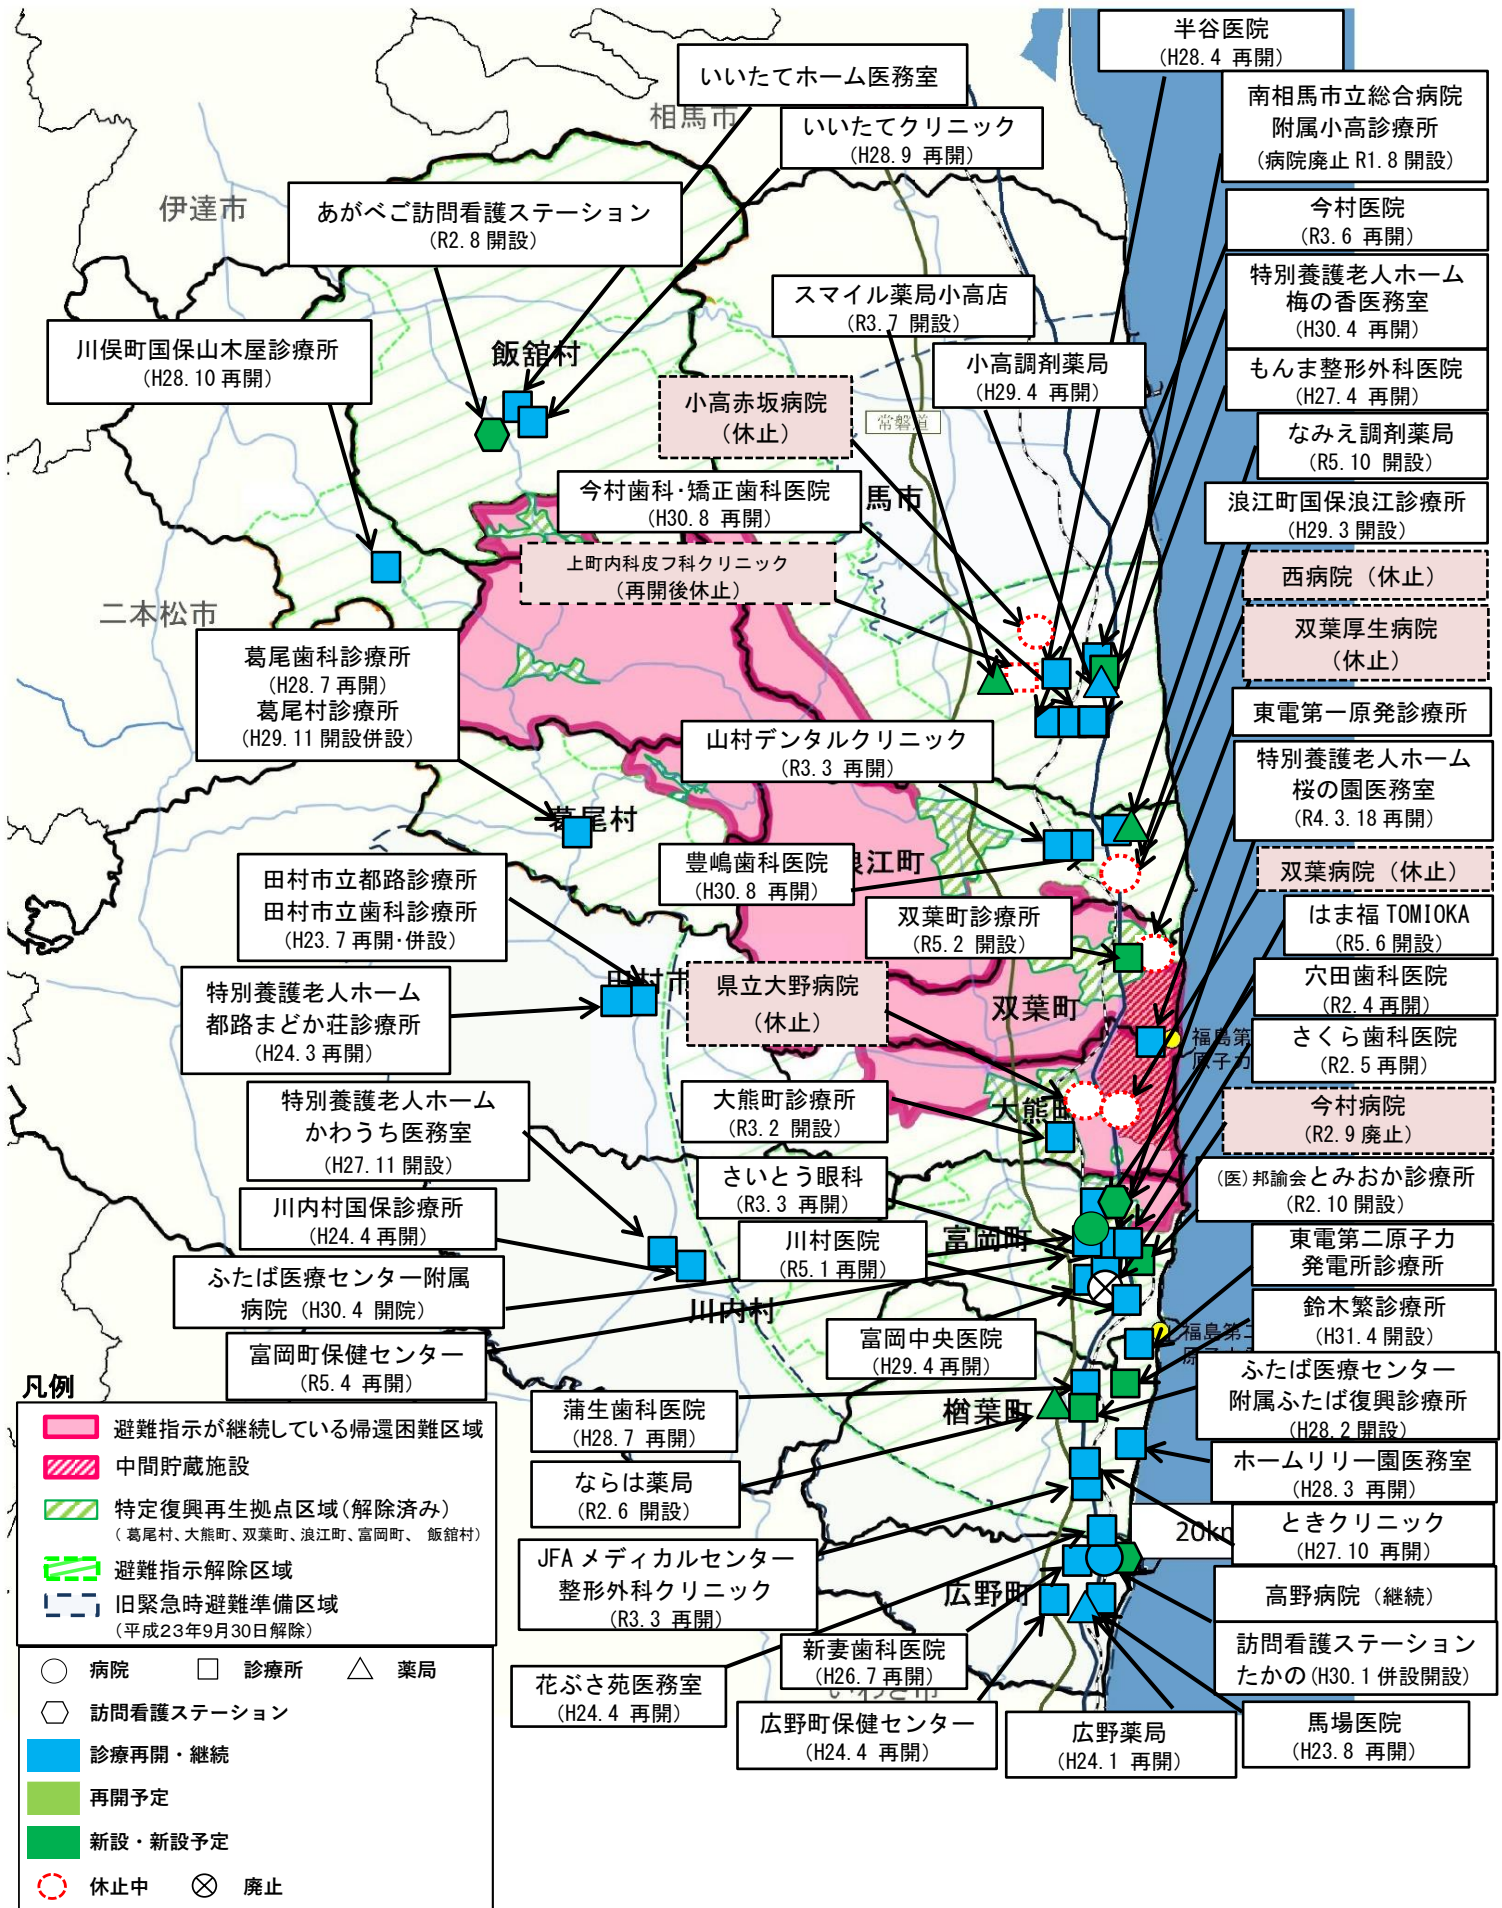 半谷医院
(H28.4 再開)
いいたてホーム医務室
南相馬市立総合病院
附属小高診療所
(病院廃止 R1.8 開設)
相馬市
いいたてクリニック
(H28.9 再開)
伊達市
あがべご訪問看護ステーション
(R2.8 開設)
今村医院
(R3.6 再開)
特別養護老人ホーム
梅の香医務室
(H30.4 再開)
スマイル薬局小高店
(R3.7 開設)
川俣町国保山木屋診療所
(H28.10 再開)
飯舘村
小高調剤薬局
(H29.4 再開)
もんま整形外科医院
(H27.4 再開)
小高赤坂病院
(休止)
常磐道
なみえ調剤薬局
(R5.10 開設)
今村歯科・矯正歯科医院
(H30.8 再開)
馬市
浪江町国保浪江診療所
(H29.3 開設)
上町内科皮フ科クリニック
(再開後休止)
西病院 (休止)
二本松市
双葉厚生病院
(休止)
葛尾歯科診療所
(H28.7 再開)
葛尾村診療所
(H29.11 開設併設)
東電第一原発診療所
山村デンタルクリニック
(R3.3 再開)
特別養護老人ホーム
桜の園医務室
(R4.3.18 再開)
葛尾村
浪江町
豊嶋歯科医院
(H30.8 再開)
双葉病院 (休止)
田村市立都路診療所
田村市立歯科診療所
(H23.7 再開・併設)
双葉町診療所
(R5.2 開設)
はま福 TOMIOKA
(R5.6 開設)
田村市
特別養護老人ホーム
都路まどか荘診療所
(H24.3 再開)
県立大野病院
(休止)
双葉町
穴田歯科医院
(R2.4 再開)
福島第
原子力
さくら歯科医院
(R2.5 再開)
特別養護老人ホーム
かわうち医務室
(H27.11 開設)
大熊町診療所
(R3.2 開設)
大熊町
今村病院
(R2.9 廃止)
さいとう眼科
(R3.3 再開)
(医)邦諭会とみおか診療所
(R2.10 開設)
川内村国保診療所
(H24.4 再開)
川村医院
(R5.1 再開)
富岡町
東電第二原子力
発電所診療所
ふたば医療センター附属
病院 (H30.4 開院)
川内村
鈴木繁診療所
(H31.4 開設)
富岡中央医院
(H29.4 再開)
福島第二
富岡町保健センター
(R5.4 再開)
ふたば医療センター
附属ふたば復興診療所
(H28.2 開設)
蒲生歯科医院
(H28.7 再開)
楢葉町
ホームリリー園医務室
(H28.3 再開)
ならは薬局
(R2.6 開設)
20km
ときクリニック
(H27.10 再開)
JFA メディカルセンター
整形外科クリニック
(R3.3 再開)
広野町
高野病院 (継続)
新妻歯科医院
(H26.7 再開)
訪問看護ステーション
たかの(H30.1 併設開設)
花ぶさ苑医務室
(H24.4 再開)
いわき市
広野町保健センター
(H24.4 再開)
広野薬局
(H24.1 再開)
馬場医院
(H23.8 再開)
凡例
避難指示が継続している帰還困難区域
中間貯蔵施設
特定復興再生拠点区域(解除済み)
(葛尾村、大熊町、双葉町、浪江町、富岡町、 飯舘村)
避難指示解除区域
旧緊急時避難準備区域
(平成23年9月30日解除)
病院 診療所 薬局
訪問看護ステーション
診療再開・継続
再開予定
新設・新設予定
休止中 廃止